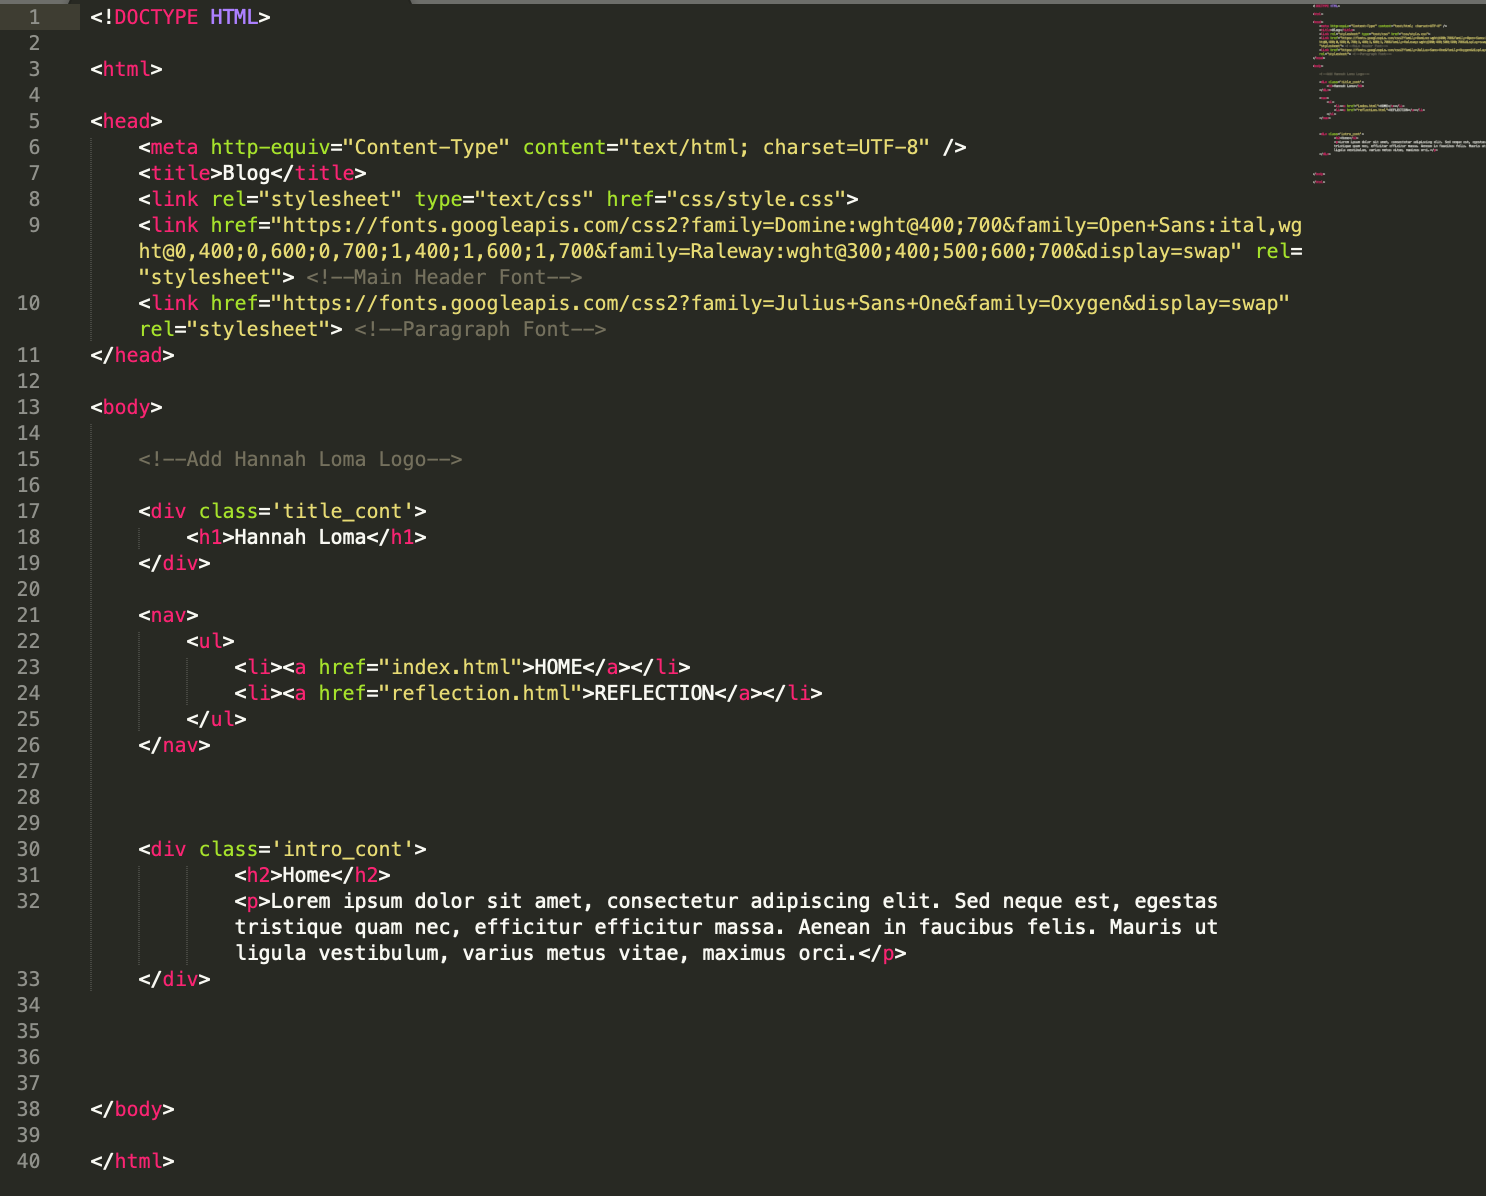 1 <!DOCTYPE HTML>
2
3 <html>
4
5 <head>
6 <meta http-equiv="Content-Type" content="text/html; charset=UTF-8" />
7 <title>Blog</title>
8 <link rel="stylesheet" type="text/css" href="css/style.css">
9 <link href="https://fonts.googleapis.com/css2?family=Domine:wght@400;700&family=Open+Sans:ital,wg
ht@0,400;0,600;0,700;1,400;1,600;1,700&family=Raleway:wght@300;400;500;600;700&display=swap" rel=
"stylesheet"> <!--Main Header Font-->
10 <link href="https://fonts.googleapis.com/css2?family=Julius+Sans+One&family=Oxygen&display=swap"
rel="stylesheet"> <!--Paragraph Font-->
11 </head>
12
13 <body>
14
15 <!--Add Hannah Loma Logo-->
16
17 <div class='title_cont'>
18 <h1>Hannah Loma</h1>
19 </div>
20
21 <nav>
22 <ul>
23 <li><a href="index.html">HOME</a></li>
24 <li><a href="reflection.html">REFLECTION</a></li>
25 </ul>
26 </nav>
27
28
29
30 <div class='intro_cont'>
31 <h2>Home</h2>
32 <p>Lorem ipsum dolor sit amet, consectetur adipiscing elit. Sed neque est, egestas
tristique quam nec, efficitur efficitur massa. Aenean in faucibus felis. Mauris ut
ligula vestibulum, varius metus vitae, maximus orci.</p>
33 </div>
34
35
36
37
38 </body>
39
40 </html>